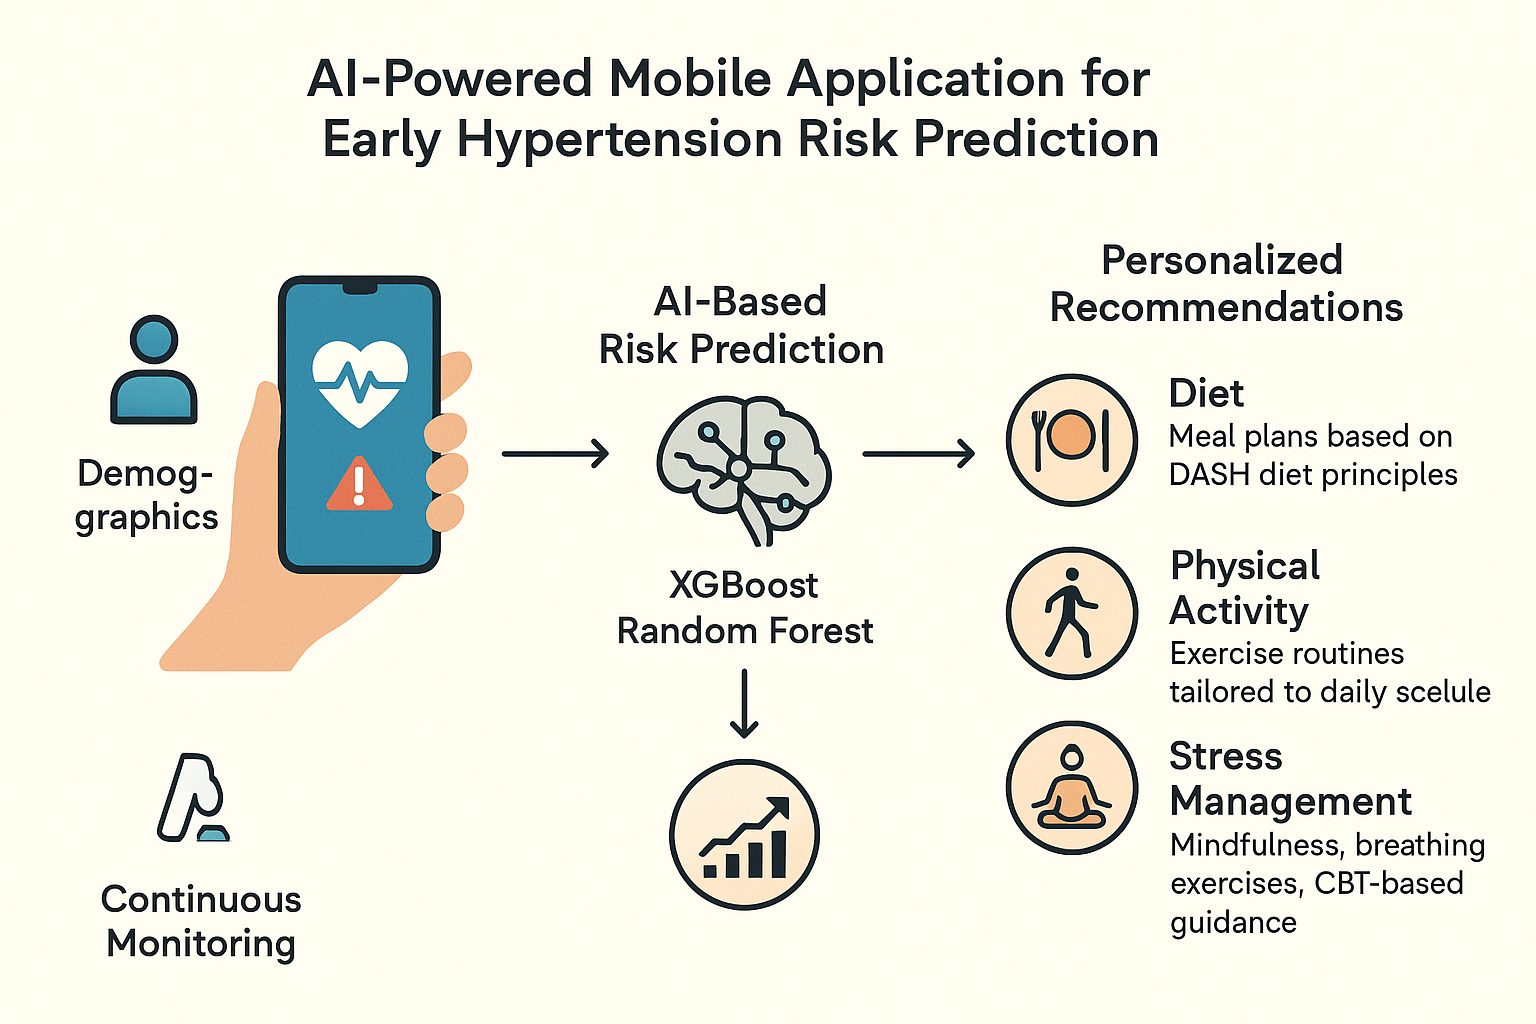 AI-Powered Mobile Application for
Early Hypertension Risk Prediction
Demog-
graphics
Continuous
Monitoring
AI-Based
Risk Prediction
XGBoost
Random Forest
Personalized
Recommendations
Diet
Meal plans based on
DASH diet principles
Physical
Activity
Exercise routines
tailored to daily scelule
Stress
Management
Mindfulness, breathing
exercises, CBT-based
guidance